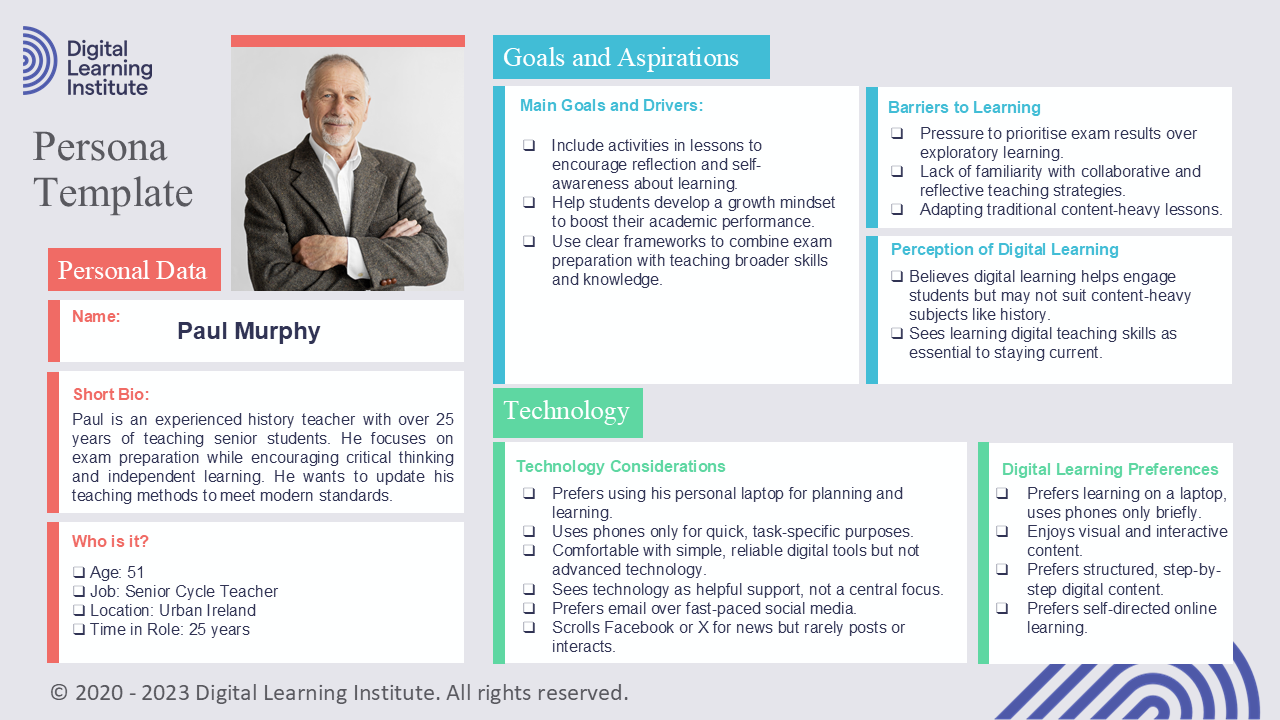 Digital
Learning
Institute
Persona
Template
Personal Data
Name:
Paul Murphy
Short Bio:
Paul is an experienced history teacher with over 25
years of teaching senior students. He focuses on
exam preparation while encouraging critical thinking
and independent learning. He wants to update his
teaching methods to meet modern standards.
Who is it?
❑ Age: 51
❑ Job: Senior Cycle Teacher
❑ Location: Urban Ireland
❑ Time in Role: 25 years
Goals and Aspirations
Main Goals and Drivers:
❑ Include activities in lessons to
encourage reflection and self-
awareness about learning.
❑ Help students develop a growth mindset
to boost their academic performance.
❑ Use clear frameworks to combine exam
preparation with teaching broader skills
and knowledge.
Barriers to Learning
❑ Pressure to prioritise exam results over
exploratory learning.
❑ Lack of familiarity with collaborative and
reflective teaching strategies.
❑ Adapting traditional content-heavy lessons.
Perception of Digital Learning
❑ Believes digital learning helps engage
students but may not suit content-heavy
subjects like history.
❑ Sees learning digital teaching skills as
essential to staying current.
Technology
Technology Considerations
❑ Prefers using his personal laptop for planning and
learning.
❑ Uses phones only for quick, task-specific purposes.
❑ Comfortable with simple, reliable digital tools but not
advanced technology.
❑ Sees technology as helpful support, not a central focus.
❑ Prefers email over fast-paced social media.
❑ Scrolls Facebook or X for news but rarely posts or
interacts.
Digital Learning Preferences
❑ Prefers learning on a laptop,
uses phones only briefly.
❑ Enjoys visual and interactive
content.
❑ Prefers structured, step-by-
step digital content.
❑ Prefers self-directed online
learning.
© 2020 - 2023 Digital Learning Institute. All rights reserved.